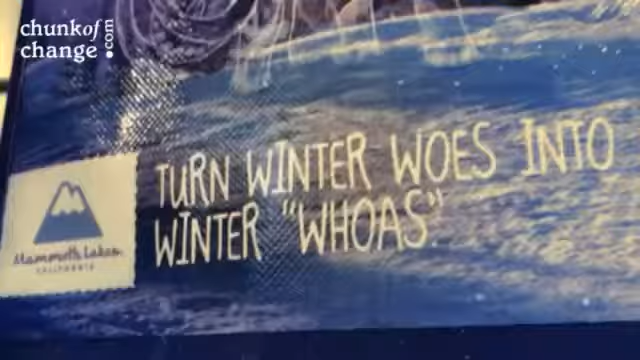 chunkof
change.com
TURN WINTER WOES INTO
WINTER "WHOAS".
Mammoth Lakes
CALIFORNIA